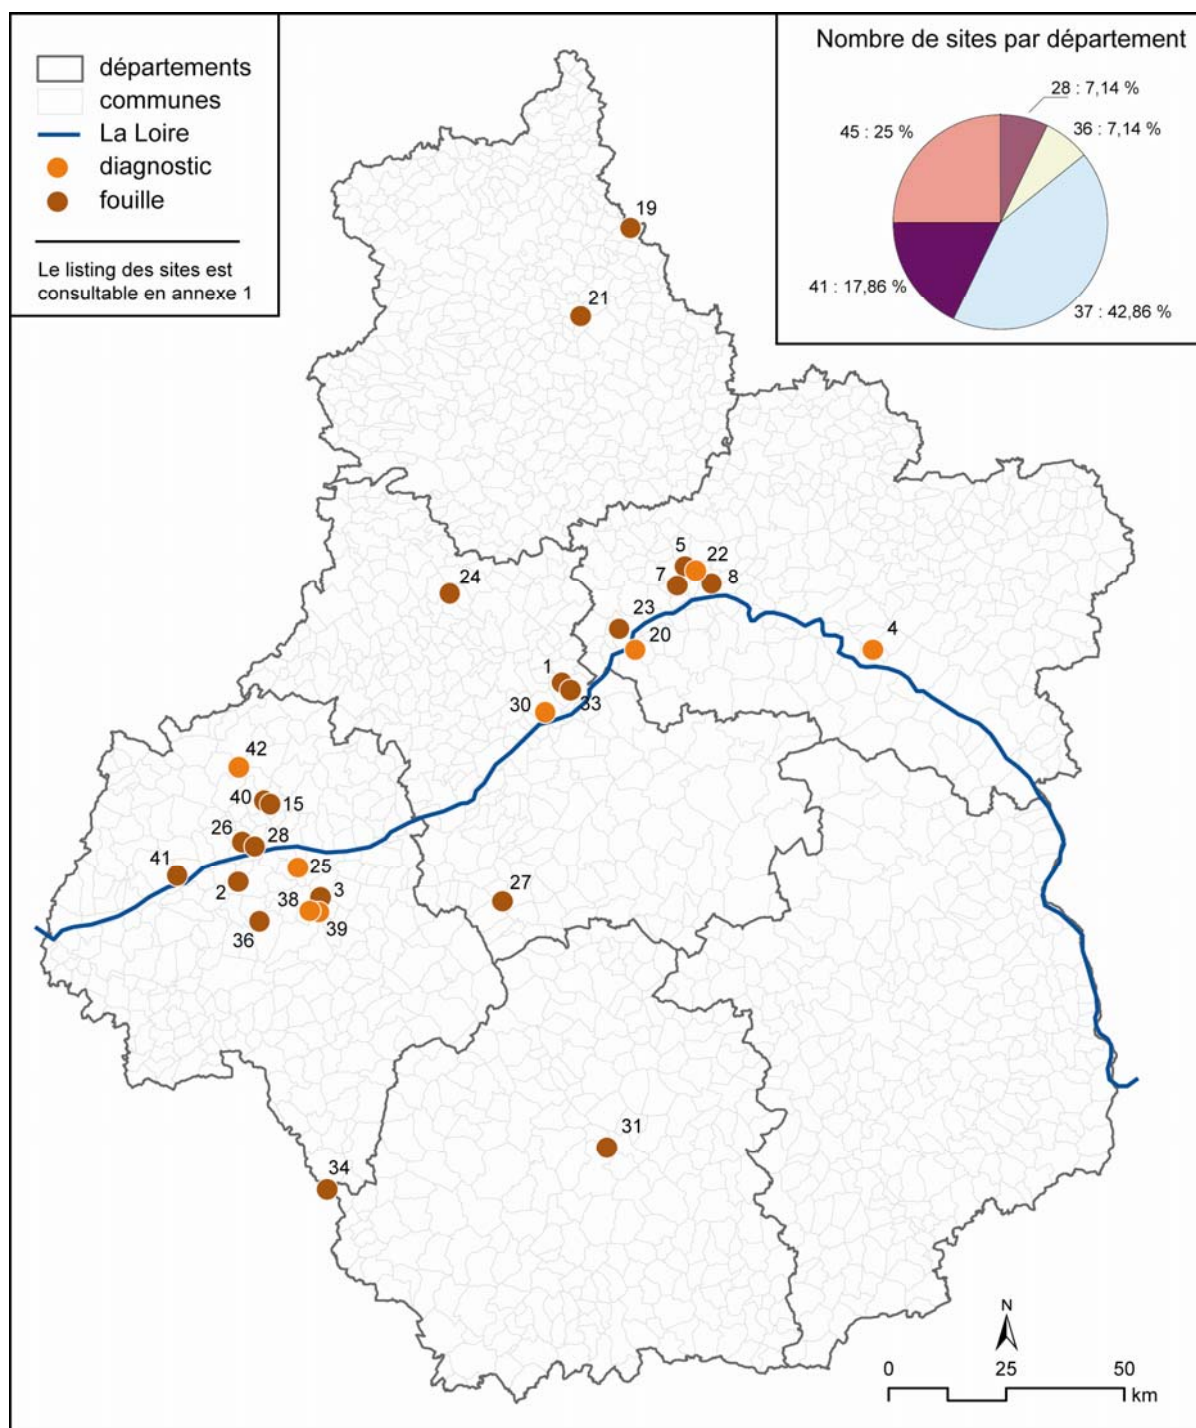 départements
communes
La Loire
diagnostic
fouille
Le listing des sites est
consultable en annexe 1
Nombre de sites par département
28 : 7,14 %
36 : 7,14%
45 : 25 %
41 : 17,86 %
37 : 42,86 %
19
21
5
22
7
8
24
23
20
4
1
30
33
42
40
15
26
28
41
25
2
38
3
36
39
27
31
34
N
0
25
50
km